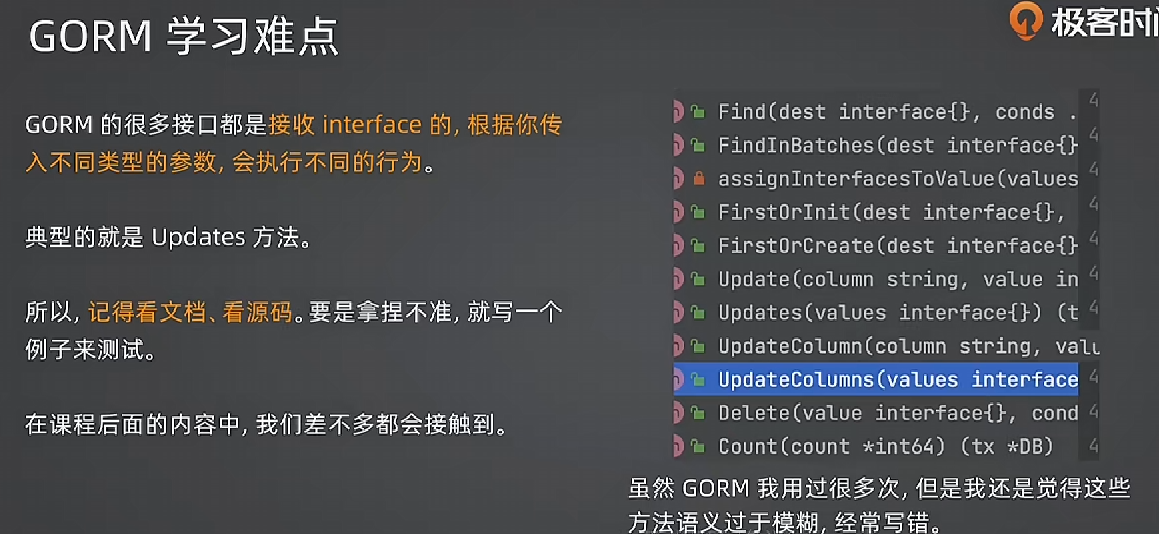 GORM 学习难点
极客时间
GORM 的很多接口都是接收 interface 的, 根据你传
入不同类型的参数, 会执行不同的行为。
典型的就是 Updates 方法。
所以, 记得看文档、看源码。要是拿捏不准, 就写一个
例子来测试。
在课程后面的内容中, 我们差不多都会接触到。
Find(dest interface{}, conds .
FindInBatches(dest interface{}
assignInterfacesToValue(values
FirstOrInit(dest interface{},
FirstOrCreate(dest interface{}
Update(column string, value in
Updates(values interface{}) (t
UpdateColumn(column string, valu
UpdateColumns(values interface
Delete(value interface{}, cond
Count(count *int64) (tx *DB)
虽然 GORM 我用过很多次, 但是我还是觉得这些
方法语义过于模糊, 经常写错。